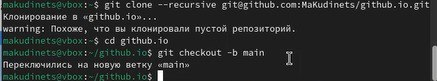 makudinets@vbox:~$ git clone --recursive git@github.com:MaKudinets/github.io.git
Клонирование в «github.io»...
warning: Похоже, что вы клонировали пустой репозиторий.
makudinets@vbox:~$ cd github.io
makudinets@vbox:~/github.io$ git checkout -b main
Переключились на новую ветку «main»
makudinets@vbox:~/github.io$